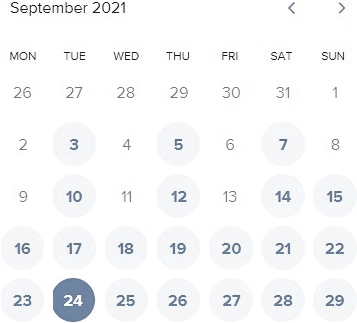 September 2021
MON TUE WED THU FRI SAT SUN
26 27 28 29 30 31 1
2 3 4 5 6 7 8
9 10 11 12 13 14 15
16 17 18 19 20 21 22
23 24 25 26 27 28 29